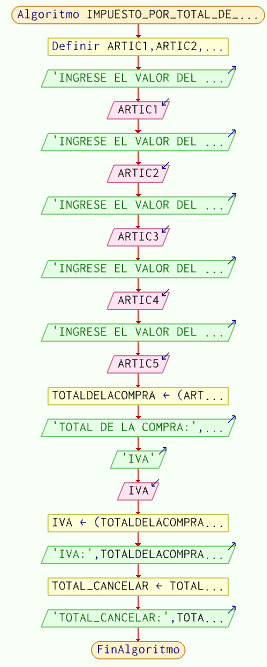 Algoritmo IMPUESTO_POR_TOTAL_DE_...
Definir ARTIC1,ARTIC2,...
'INGRESE EL VALOR DEL ...
ARTIC1
'INGRESE EL VALOR DEL ...
ARTIC2
'INGRESE EL VALOR DEL ...
ARTIC3
'INGRESE EL VALOR DEL ...
ARTIC4
'INGRESE EL VALOR DEL ...
ARTIC5
TOTALDELACOMPRA ← (ART...
'TOTAL DE LA COMPRA:',...
'IVA'
IVA
IVA ← (TOTALDELACOMPRA...
'IVA:',TOTALDELACOMPRA...
TOTAL_CANCELAR ← TOTAL...
'TOTAL_CANCELAR:',TOTA...
FinAlgoritmo